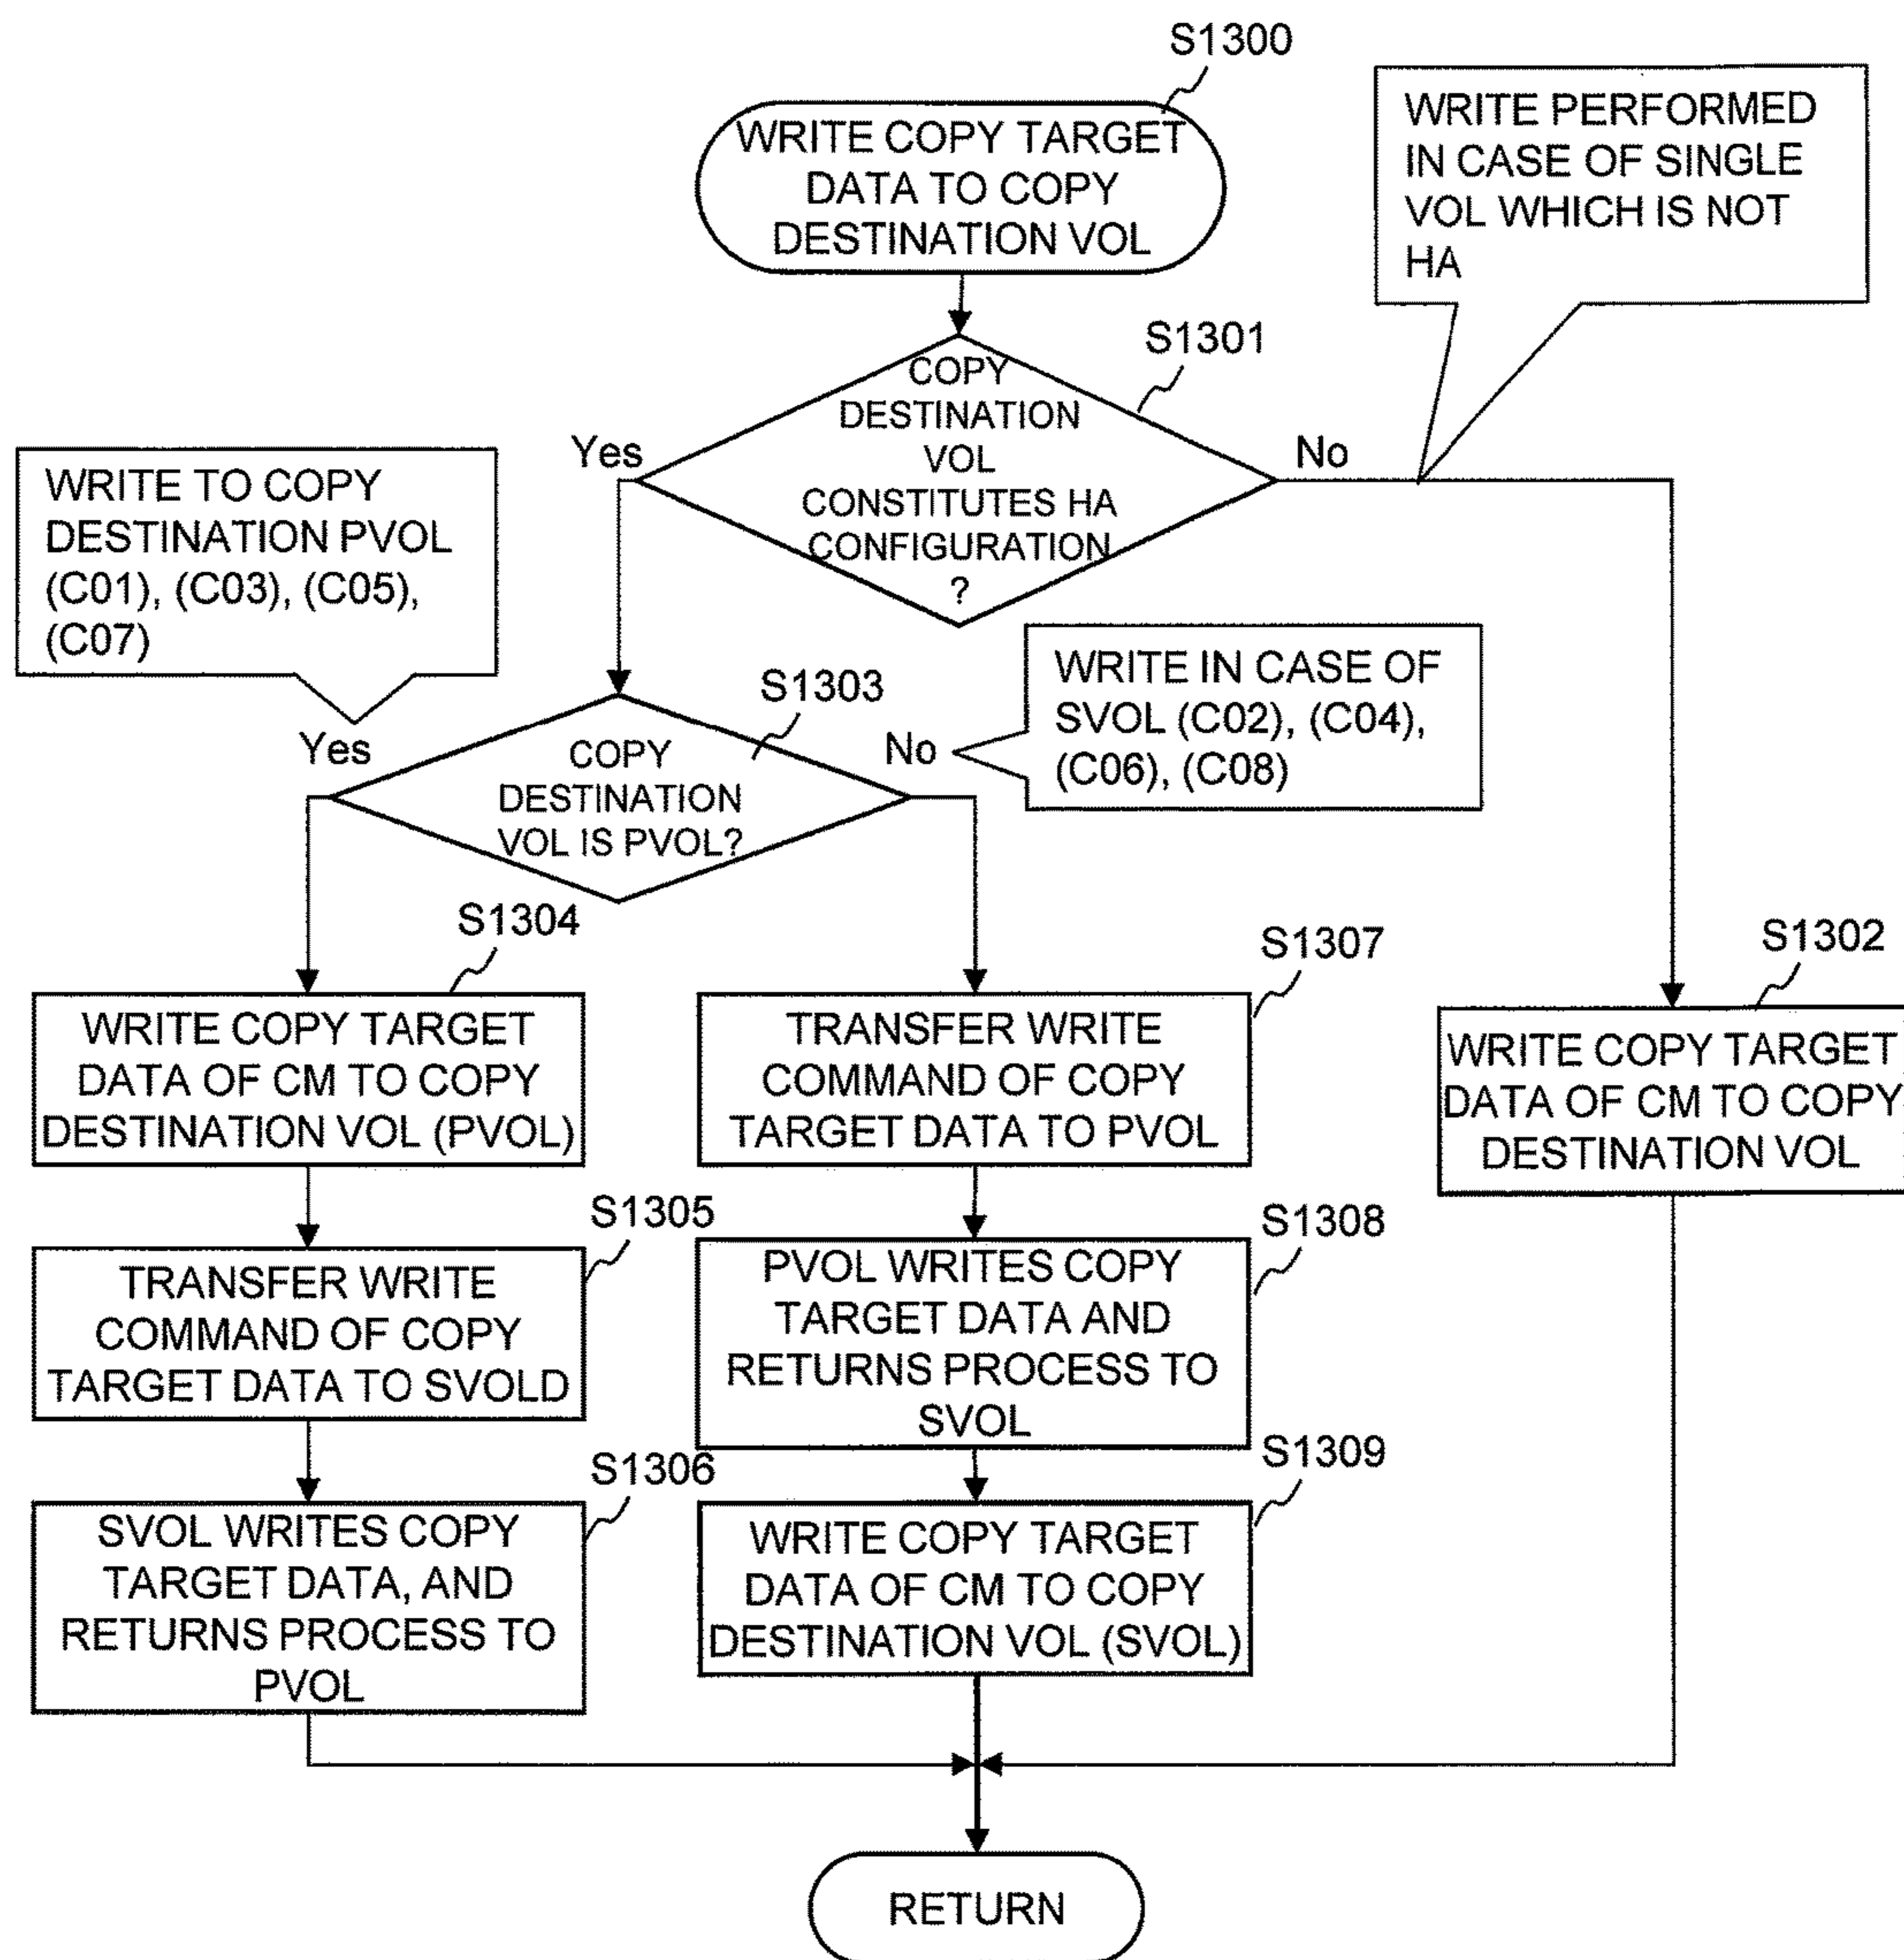 S1300
WRITE COPY TARGET
DATA TO COPY
DESTINATION VOL
WRITE PERFORMED
IN CASE OF SINGLE
VOL WHICH IS NOT
HA
S1301
COPY
DESTINATION
VOL
CONSTITUTES HA
CONFIGURATION
?
Yes
No
WRITE TO COPY
DESTINATION PVOL
(C01), (C03), (C05),
(C07)
WRITE IN CASE OF
SVOL (C02), (C04),
(C06), (C08)
S1303
Yes
No
COPY
DESTINATION
VOL IS PVOL?
S1304
WRITE COPY TARGET
DATA OF CM TO COPY
DESTINATION VOL (PVOL)
S1307
TRANSFER WRITE
COMMAND OF COPY
TARGET DATA TO PVOL
S1302
WRITE COPY TARGET
DATA OF CM TO COPY
DESTINATION VOL
S1305
TRANSFER WRITE
COMMAND OF COPY
TARGET DATA TO SVOLD
S1308
PVOL WRITES COPY
TARGET DATA AND
RETURNS PROCESS TO
SVOL
S1306
SVOL WRITES COPY
TARGET DATA, AND
RETURNS PROCESS TO
PVOL
S1309
WRITE COPY TARGET
DATA OF CM TO COPY
DESTINATION VOL (SVOL)
RETURN